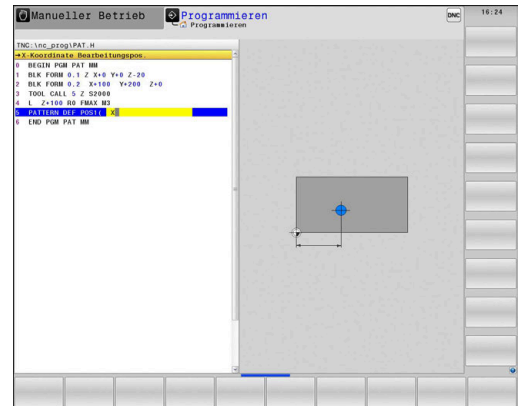 Manueller Betrieb
Programmieren
Programmieren
DNC
16:24
TNC:\nc_prog\PAT.H
→X-Koordinate Bearbeitungspos.
0 BEGIN PGM PAT MM
1 BLK FORM 0.1 Z X+0 Y+0 Z-20
2 BLK FORM 0.2 X+100 Y+200 Z+0
3 TOOL CALL 5 Z S2000
4 L Z+100 R0 FMAX M3
5 PATTERN DEF POS1( X
6 END PGM PAT MM